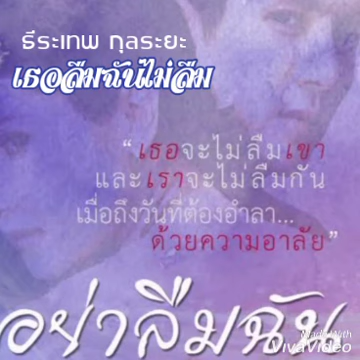 ธีระเทพ กุลระยะ
เธอลืมฉันไม่ลืม
“เธอจะไม่ลืมเขา
และเราจะไม่ลืมกัน
เมื่อถึงวันที่ต้องอำลา...
ด้วยความอาลัย”
อย่าลืมฉัน
Made With
VivaVideo